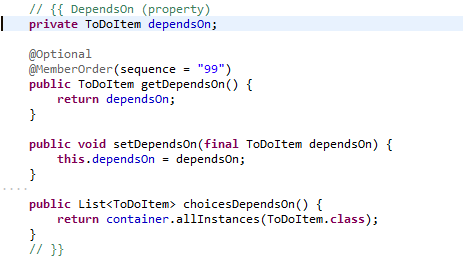 // {{ DependsOn (property)
private ToDoItem dependsOn;
@Optional
@MemberOrder(sequence = "99")
public ToDoItem getDependsOn() {
return dependsOn;
}
public void setDependsOn(final ToDoItem dependsOn) {
this.dependsOn = dependsOn;
}
public List<ToDoItem> choicesDependsOn() {
return container.allInstances(ToDoItem.class);
}
// }}